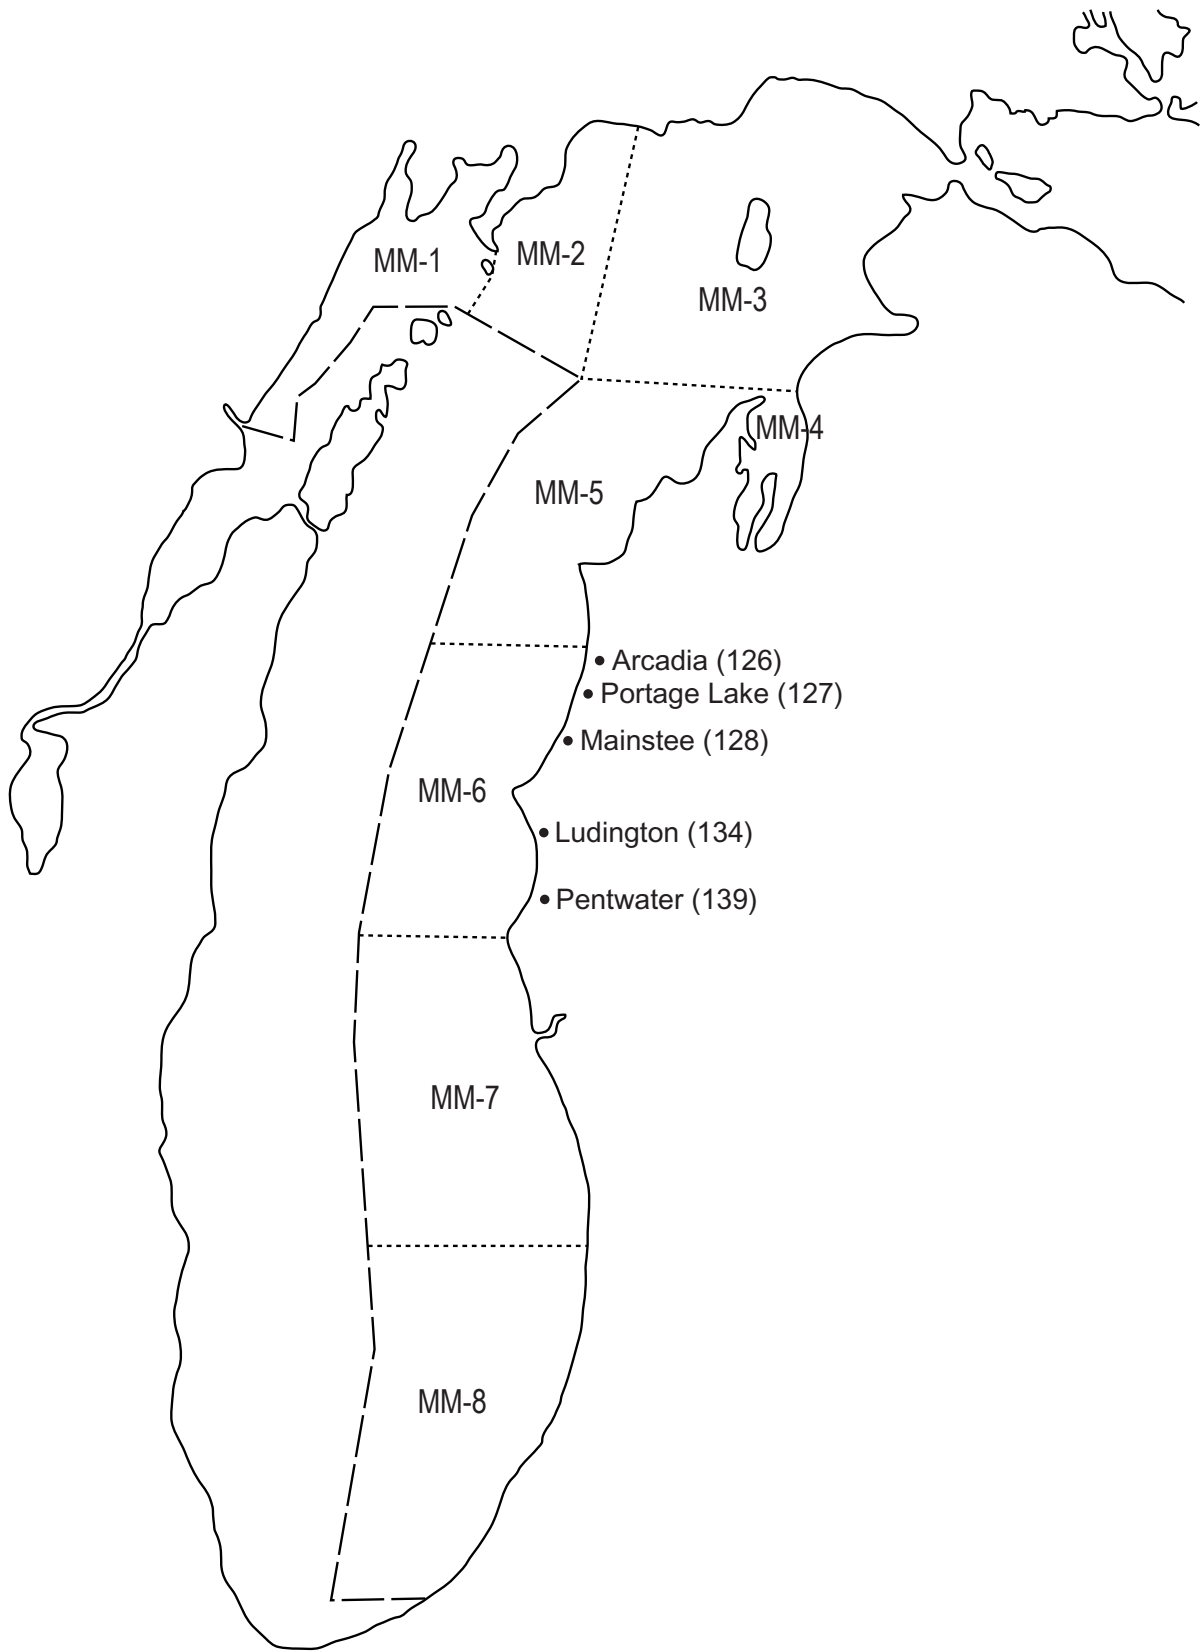 MM-1
MM-2
MM-3
MM-4
MM-5
Arcadia (126)
Portage Lake (127)
Mainstee (128)
MM-6
Ludington (134)
Pentwater (139)
MM-7
MM-8